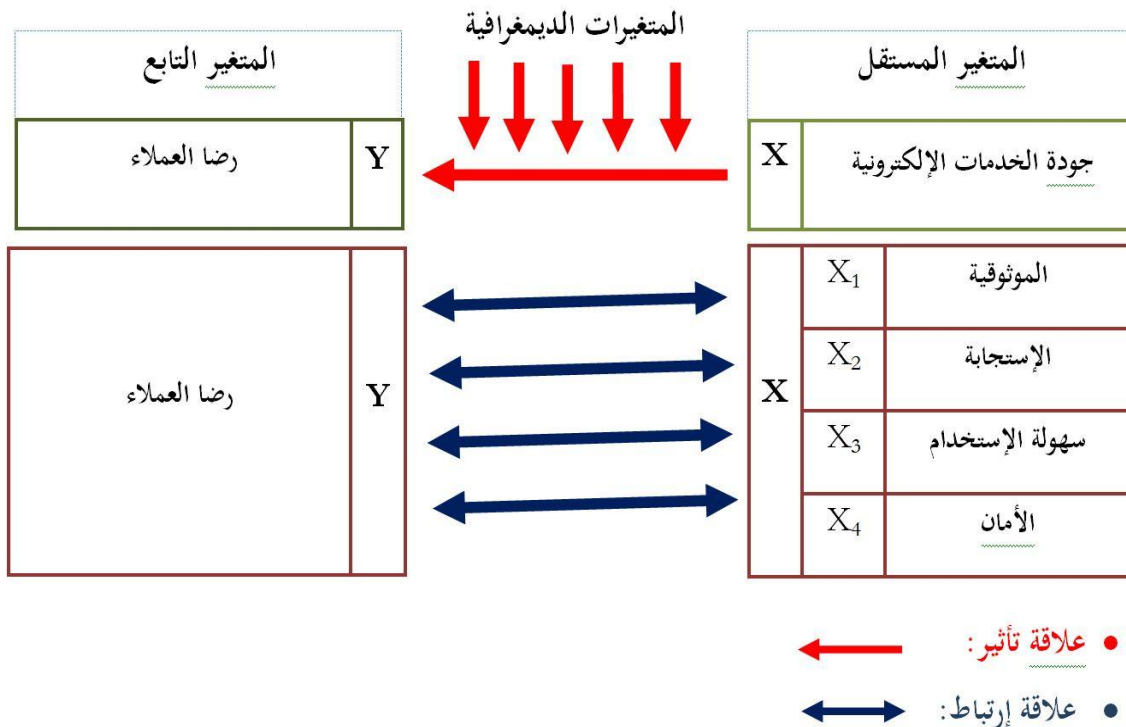 المتغيرات الديمغرافية
المتغير المستقل
المتغير التابع
جودة الخدمات الإلكترونية
X
Y
رضا العملاء
X
الموثوقية
X₁
الإستجابة
X₂
سهولة الإستخدام
X₃
الأمان
X₄
Y
رضا العملاء
• علاقة تأثير:
• علاقة إرتباط: